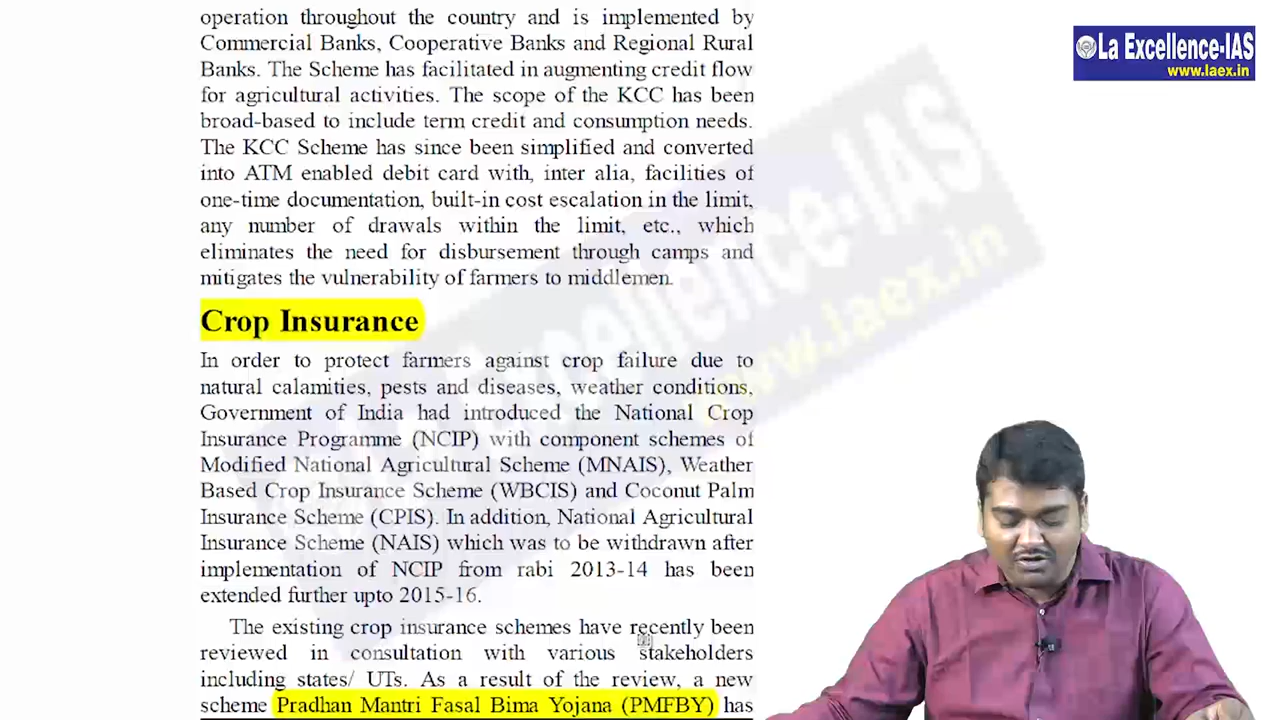 operation throughout the country and is implemented by
Commercial Banks, Cooperative Banks and Regional Rural
Banks. The Scheme has facilitated in augmenting credit flow
for agricultural activities. The scope of the KCC has been
broad-based to include term credit and consumption needs.
The KCC Scheme has since been simplified and converted
into ATM enabled debit card with, inter alia, facilities of
one-time documentation, built-in cost escalation in the limit,
any number of drawals within the limit, etc., which
eliminates the need for disbursement through camps and
mitigates the vulnerability of farmers to middlemen.
Crop Insurance
In order to protect farmers against crop failure due to
natural calamities, pests and diseases, weather conditions,
Government of India had introduced the National Crop
Insurance Programme (NCIP) with component schemes of
Modified National Agricultural Scheme (MNAIS), Weather
Based Crop Insurance Scheme (WBCIS) and Coconut Palm
Insurance Scheme (CPIS). In addition, National Agricultural
Insurance Scheme (NAIS) which was to be withdrawn after
implementation of NCIP from rabi 2013-14 has been
extended further upto 2015-16.
The existing crop insurance schemes have recently been
reviewed in consultation with various stakeholders
including states/ UTs. As a result of the review, a new
scheme Pradhan Mantri Fasal Bima Yojana (PMFBY) has
La Excellence-IAS
www.laex.in
La Excellence-IAS
www.laex.in